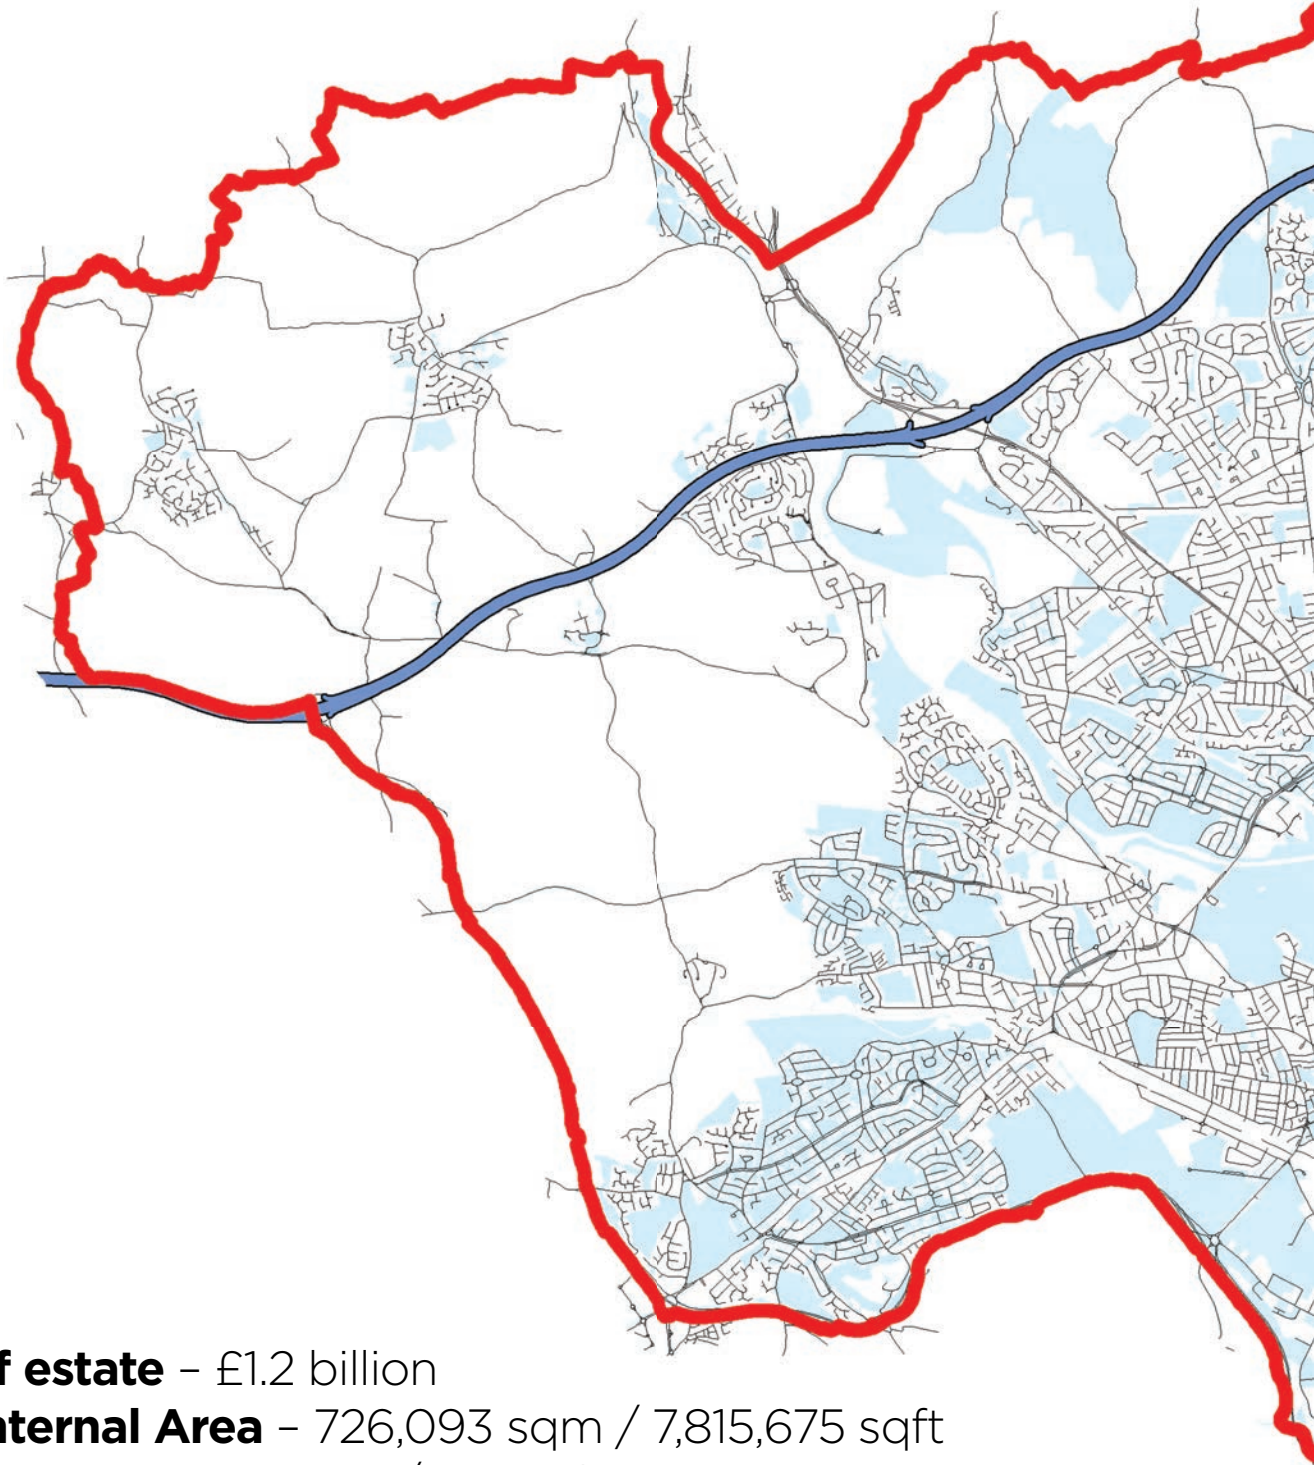 f estate – £1.2 billion
nternal Area – 726,093 sqm / 7,815,675 sqft